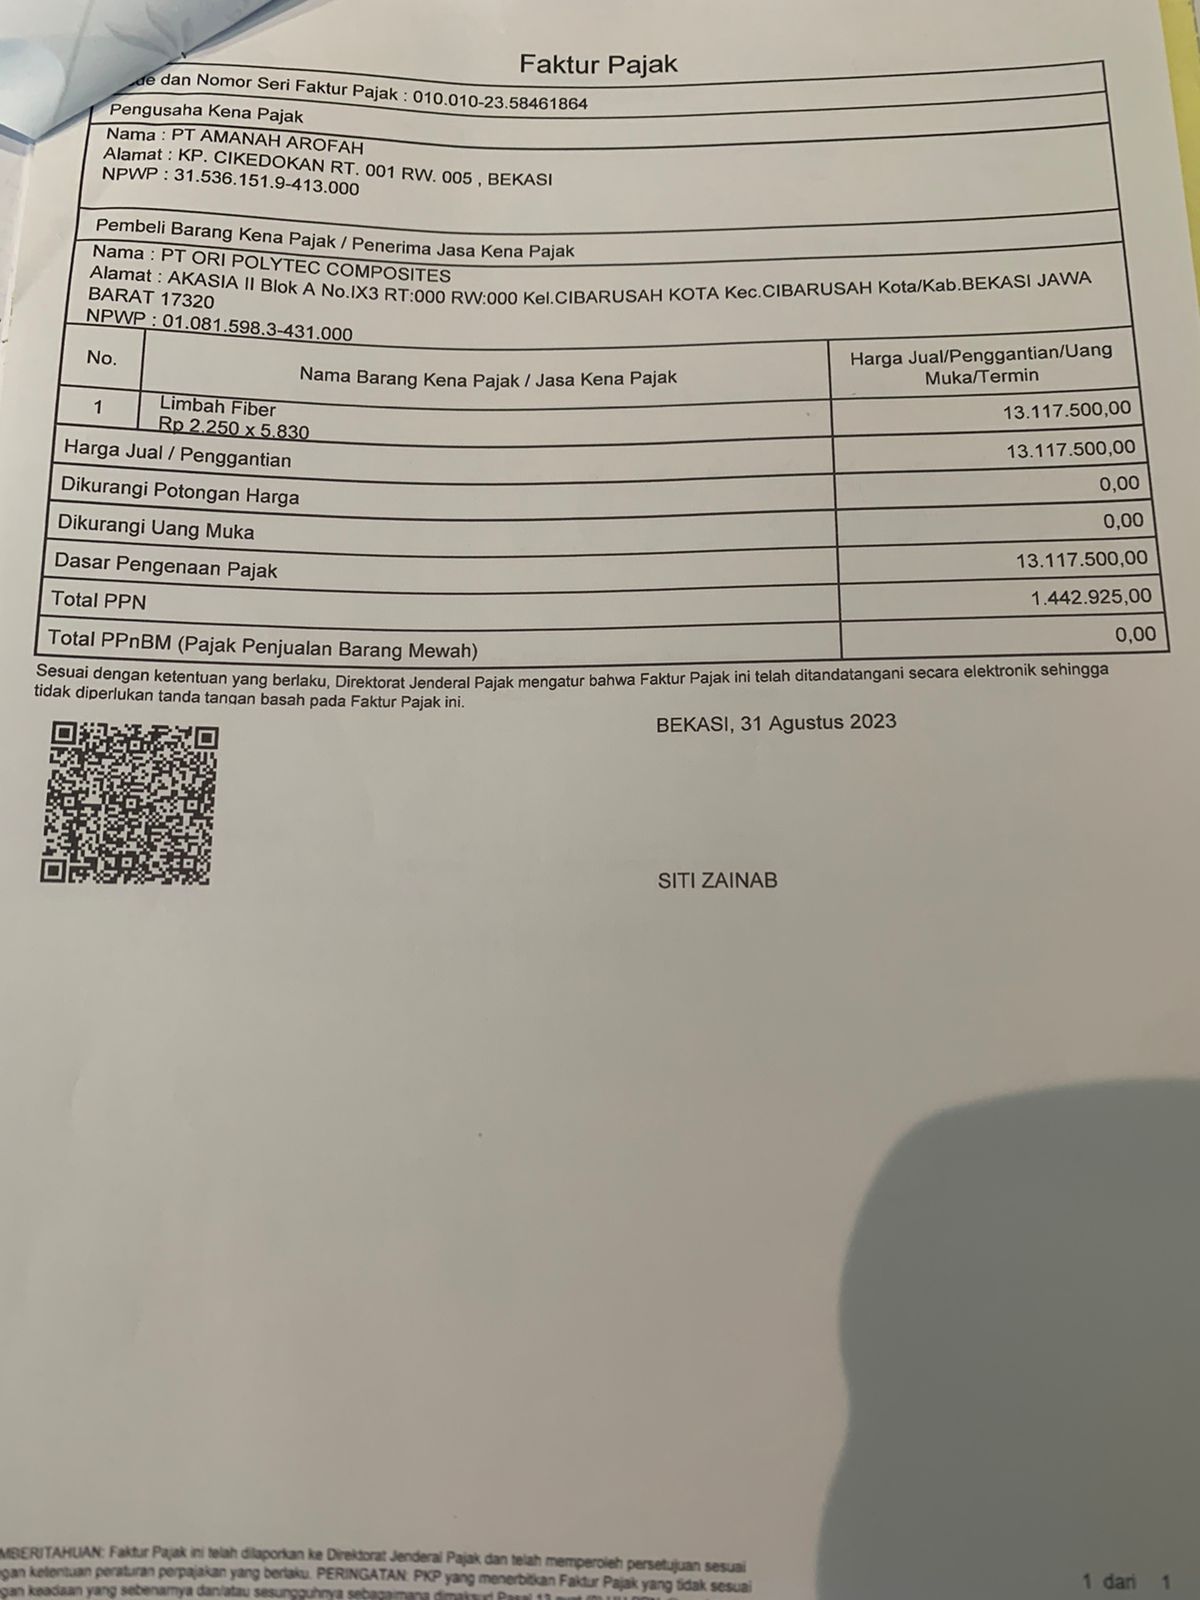 Faktur Pajak
de dan Nomor Seri Faktur Pajak : 010.010-23.58461864
Pengusaha Kena Pajak
Nama : PT AMANAH AROFAH
Alamat : KP. CIKEDOKAN RT. 001 RW. 005 , BEKASI
NPWP : 31.536.151.9-413.000
Pembeli Barang Kena Pajak / Penerima Jasa Kena Pajak
Nama : PT ORI POLYTEC COMPOSITES
Alamat : AKASIA II Blok A No.IX3 RT:000 RW:000 Kel.CIBARUSAH KOTA Kec.CIBARUSAH Kota/Kab.BEKASI JAWA
BARAT 17320
NPWP : 01.081.598.3-431.000
No. Nama Barang Kena Pajak / Jasa Kena Pajak Harga Jual/Penggantian/Uang
Muka/Termin
1 Limbah Fiber 13.117.500,00
Rp 2.250 x 5.830
Harga Jual / Penggantian 13.117.500,00
Dikurangi Potongan Harga 0,00
Dikurangi Uang Muka 0,00
Dasar Pengenaan Pajak 13.117.500,00
Total PPN 1.442.925,00
Total PPnBM (Pajak Penjualan Barang Mewah) 0,00
Sesuai dengan ketentuan yang berlaku, Direktorat Jenderal Pajak mengatur bahwa Faktur Pajak ini telah ditandatangani secara elektronik sehingga
tidak diperlukan tanda tangan basah pada Faktur Pajak ini.
BEKASI, 31 Agustus 2023
SITI ZAINAB
MBERITAHUAN: Faktur Pajak ini telah dilaporkan ke Direktorat Jenderal Pajak dan telah memperoleh persetujuan sesuai
gan ketentuan peraturan perpajakan yang berlaku. PERINGATAN: PKP yang menerbitkan Faktur Pajak yang tidak sesuai
gan keadaan yang sebenarnya dan/atau sesungguhnya sebagaimana dimaksud Pasal 13 ayat
1 dari 1